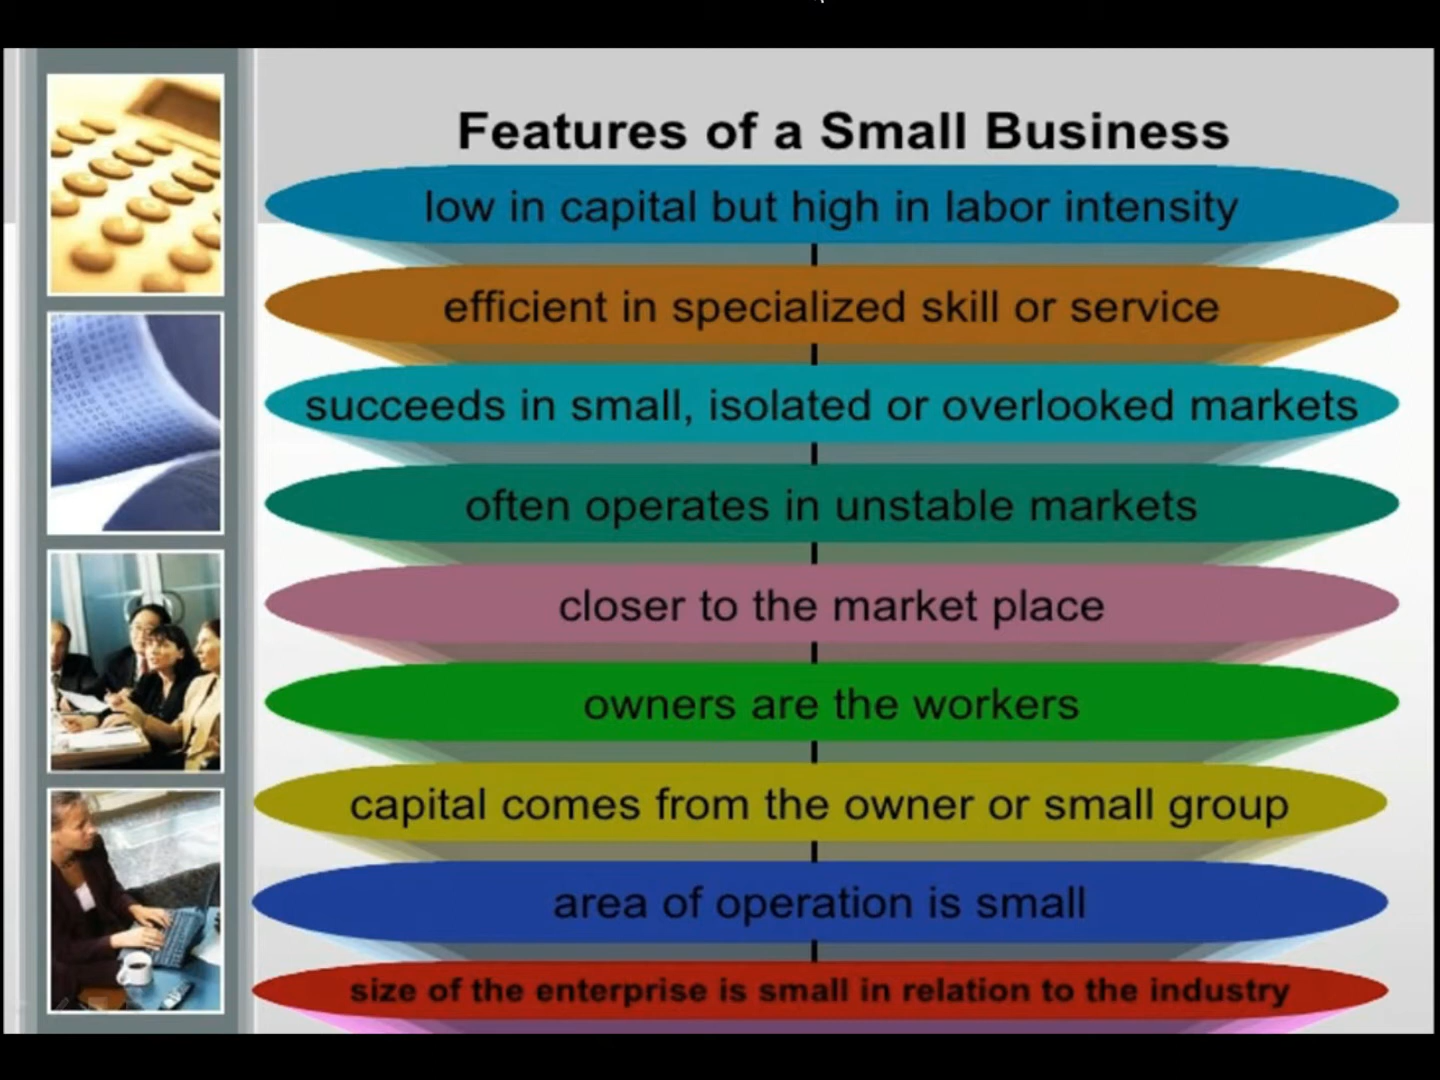 Features of a Small Business
low in capital but high in labor intensity
efficient in specialized skill or service
succeeds in small, isolated or overlooked markets
often operates in unstable markets
closer to the market place
owners are the workers
capital comes from the owner or small group
area of operation is small
size of the enterprise is small in relation to the industry